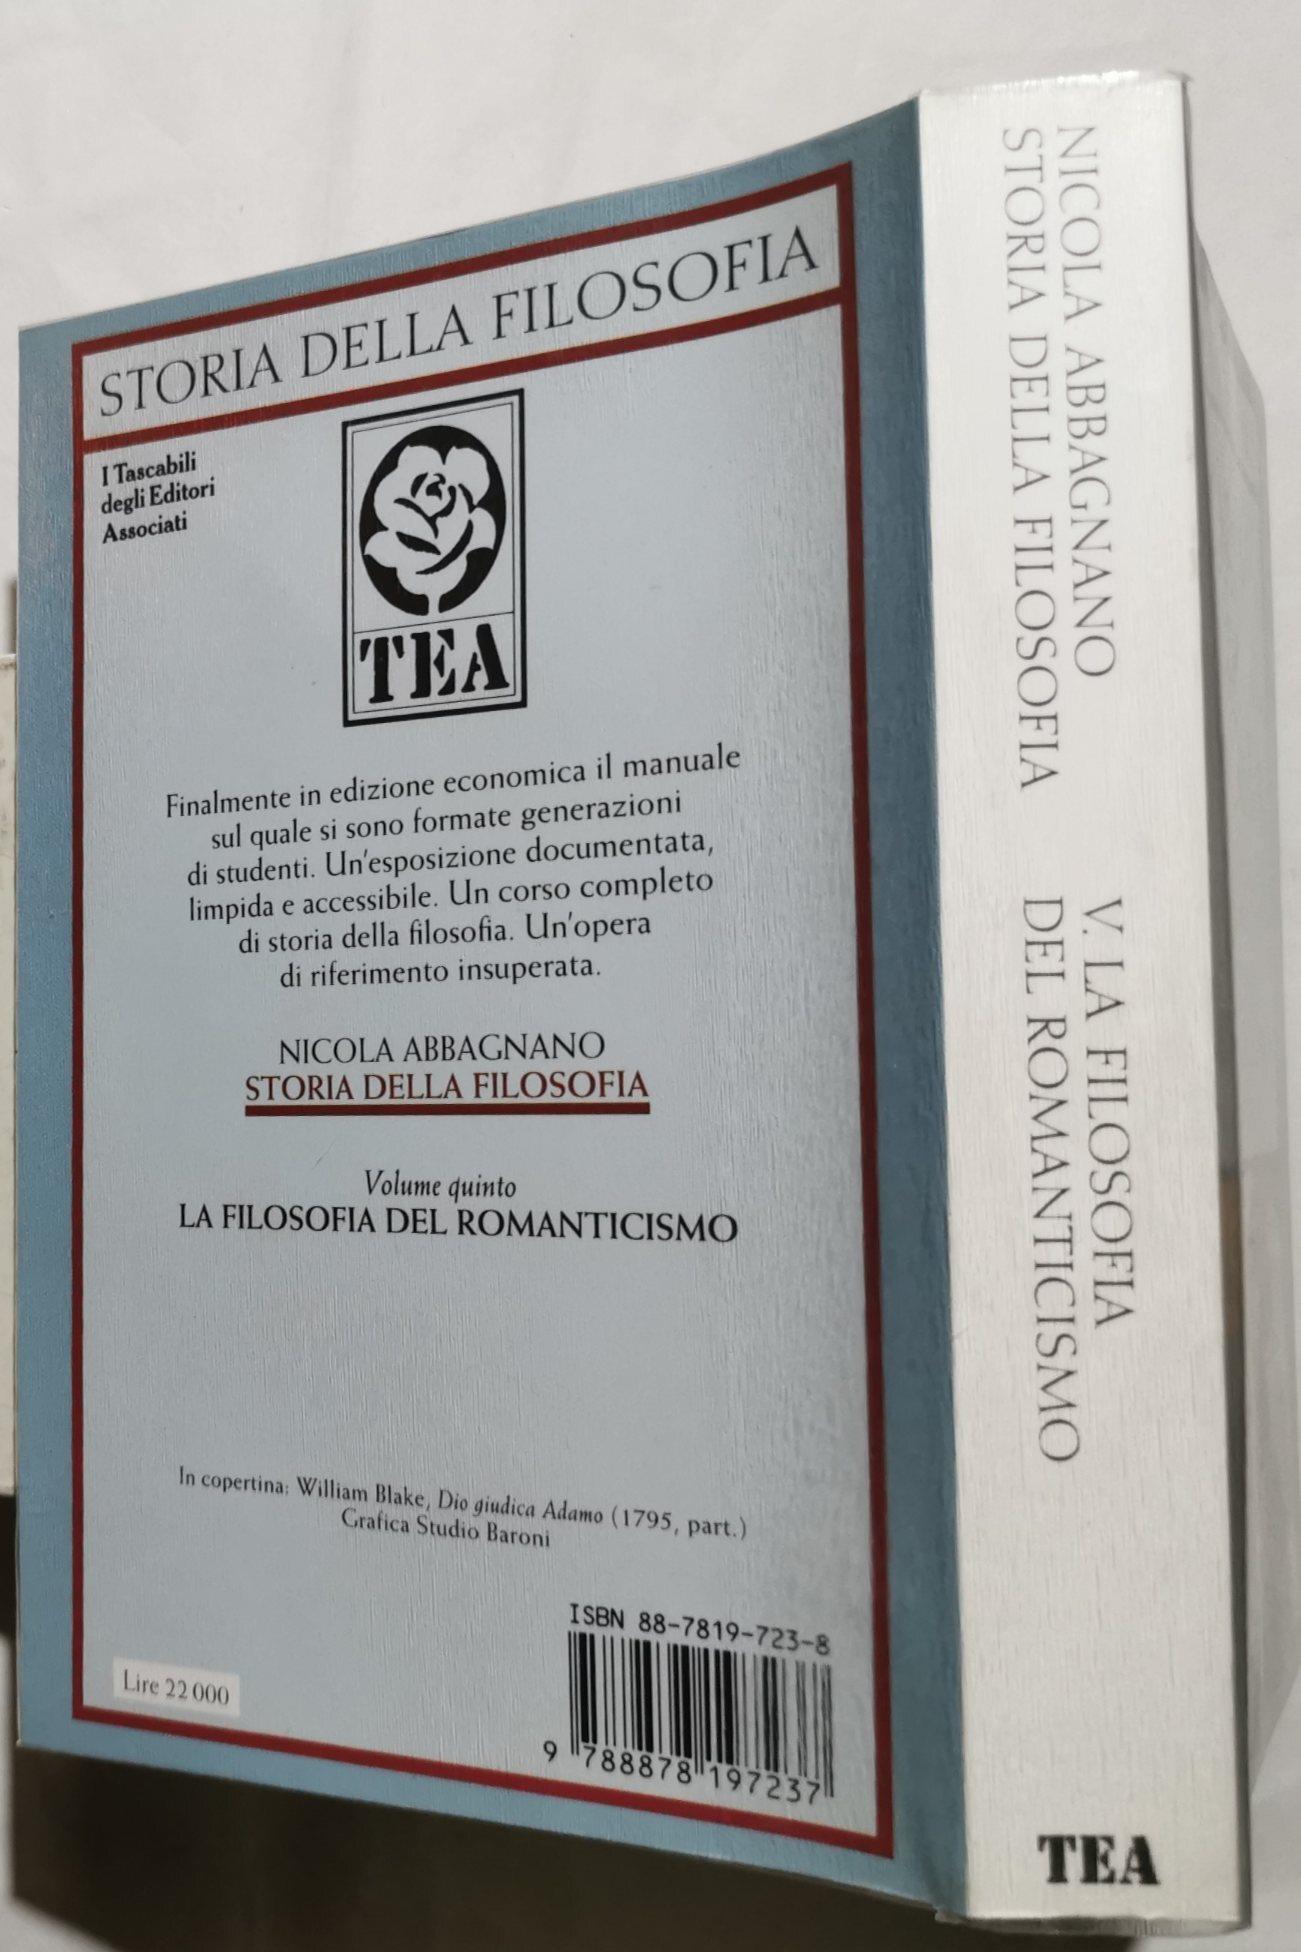 STORIA DELLA FILOSOFIA
I Tascabili
degli Editori
Associati
TEA
Finalmente in edizione economica il manuale
sul quale si sono formate generazioni
di studenti. Un'esposizione documentata,
limpida e accessibile. Un corso completo
di storia della filosofia. Un'opera
di riferimento insuperata.
NICOLA ABBAGNANO
STORIA DELLA FILOSOFIA
Volume quinto
LA FILOSOFIA DEL ROMANTICISMO
In copertina: William Blake, Dio giudica Adamo (1795, part.)
Grafica Studio Baroni
Lire 22 000
ISBN 88-7819-723-8
9 788878 197237
NICOLA ABBAGNANO
STORIA DELLA FILOSOFIA
V. LA FILOSOFIA
DEL ROMANTICISMO
TEA